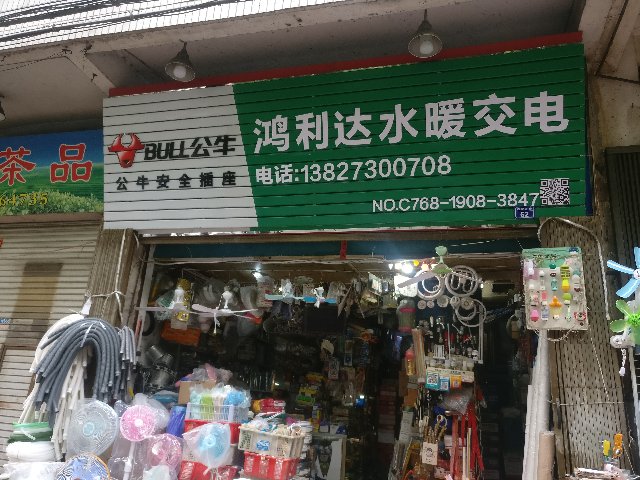 茶品
BULL公牛
公牛安全插座
鸿利达水暖交电
电话:13827300708
NO.C768-1908-3847
62